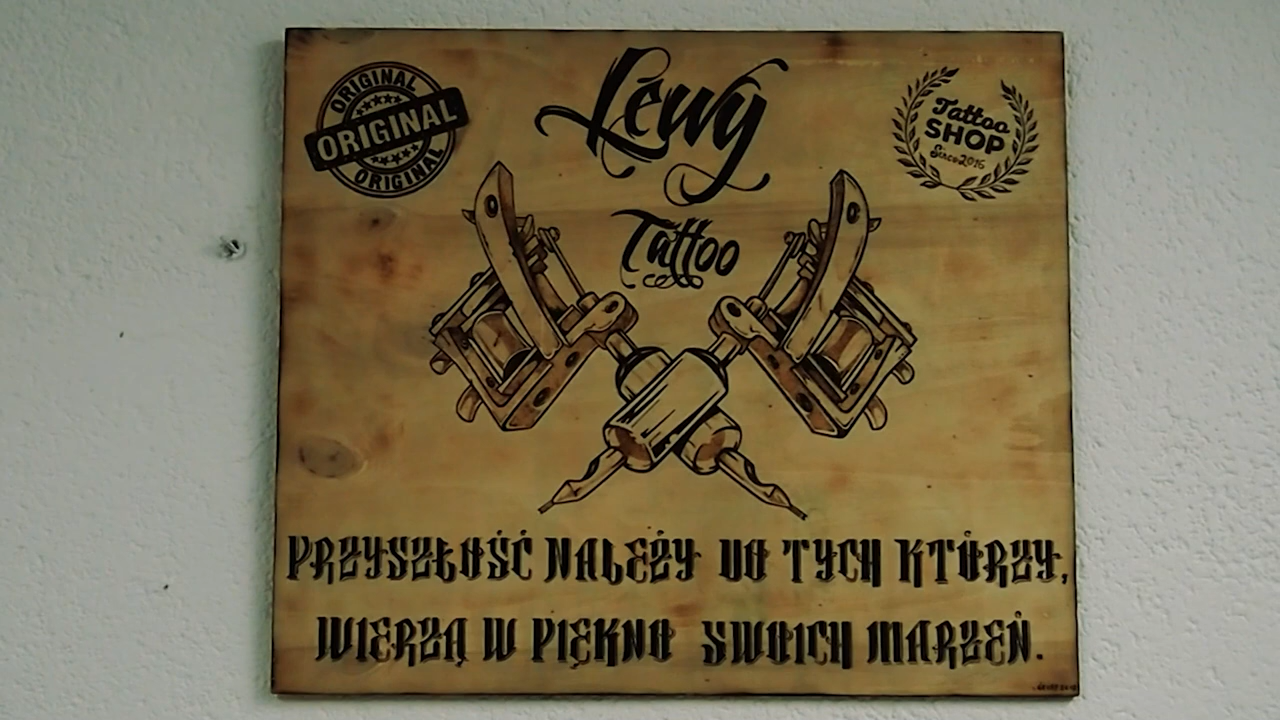 ORIGINAL
ORIGINAL
ORIGINAL
Lewy
Tattoo
Tattoo
SHOP
Since 2016
PRZYSZŁOŚĆ NALEŻY DO TYCH KTÓRZY,
WIERZĄ W PIĘKNO SWOICH MARZEŃ.